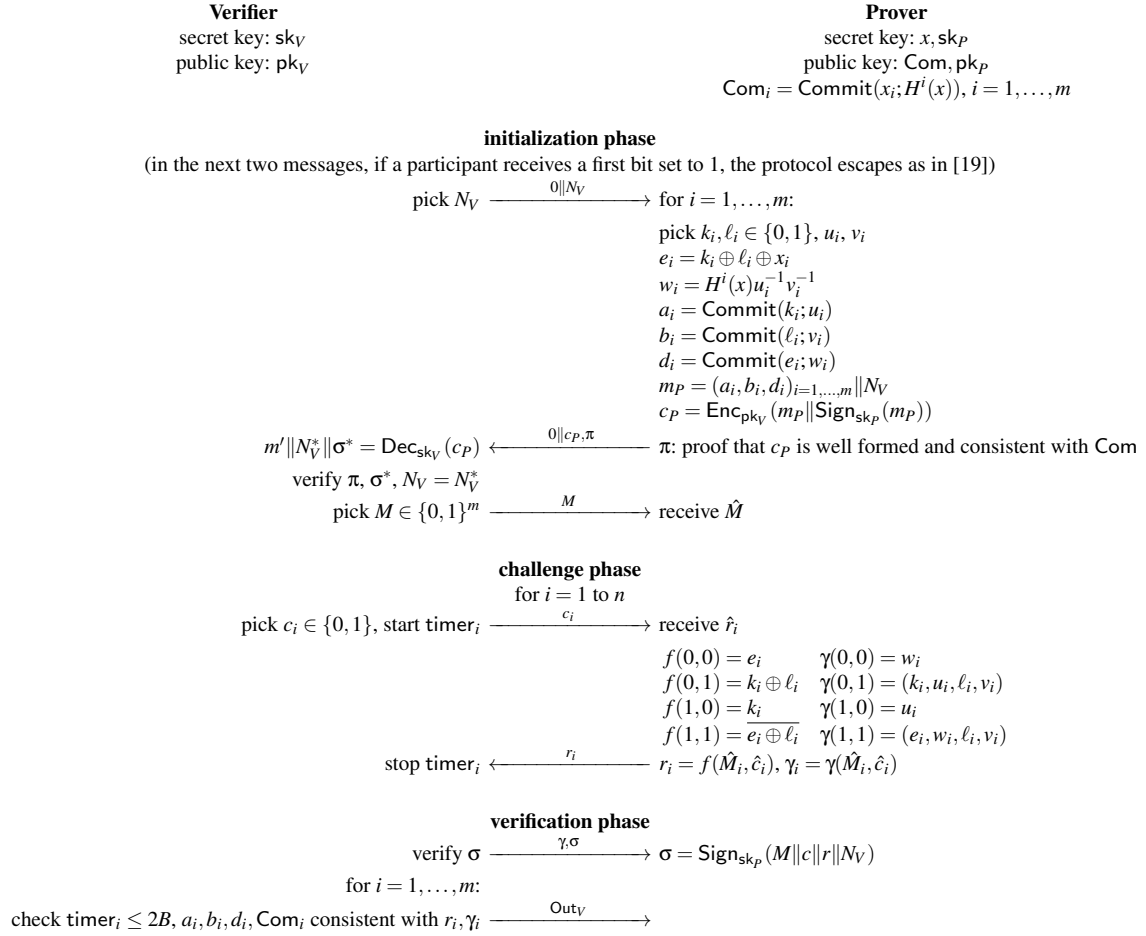 Verifier Prover
secret key: sk_V secret key: x, sk_P
public key: pk_V public key: Com, pk_P
Com_i = Commit(x_i; H^i(x)), i = 1,...,m
initialization phase
(in the next two messages, if a participant receives a first bit set to 1, the protocol escapes as in [19])
pick N_V 0‖N_V for i = 1,...,m:
pick k_i, ℓ_i ∈ {0,1}, u_i, v_i
e_i = k_i ⊕ ℓ_i ⊕ x_i
w_i = H^i(x)u_i^{-1}v_i^{-1}
a_i = Commit(k_i; u_i)
b_i = Commit(ℓ_i; v_i)
d_i = Commit(e_i; w_i)
m_P = (a_i, b_i, d_i)_{i=1,...,m}‖N_V
c_P = Enc_{pk_V}(m_P‖Sign_{sk_P}(m_P))
m′‖N_V^*‖σ^* = Dec_{sk_V}(c_P) 0‖c_P,π π: proof that c_P is well formed and consistent with Com
verify π, σ^*, N_V = N_V^*
pick M ∈ {0,1}^m M receive M̂
challenge phase
for i = 1 to n
pick c_i ∈ {0,1}, start timer_i c_i receive r̂_i
f(0,0) = e_i γ(0,0) = w_i
f(0,1) = k_i ⊕ ℓ_i γ(0,1) = (k_i, u_i, ℓ_i, v_i)
f(1,0) = k_i γ(1,0) = u_i
f(1,1) = \overline{e_i ⊕ ℓ_i} γ(1,1) = (e_i, w_i, ℓ_i, v_i)
stop timer_i r_i r_i = f(M̂_i, ĉ_i), γ_i = γ(M̂_i, ĉ_i)
verification phase
verify σ γ,σ σ = Sign_{sk_P}(M‖c‖r‖N_V)
for i = 1,...,m:
check timer_i ≤ 2B, a_i, b_i, d_i, Com_i consistent with r_i, γ_i Out_V